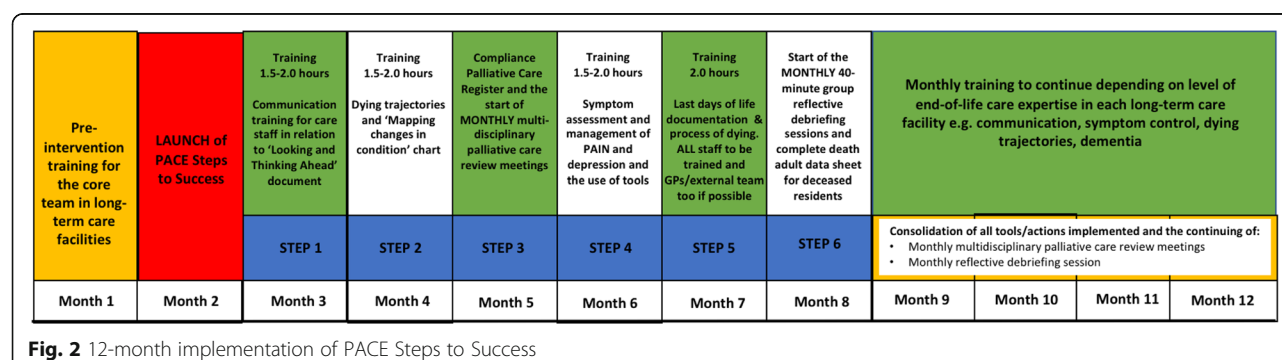 Pre-
intervention
training for
the core
team in long-
term care
facilities
LAUNCH of
PACE Steps
to Success
Training
1.5-2.0 hours
Communication
training for care
staff in relation
to ‘Looking and
Thinking Ahead’
document
Training
1.5-2.0 hours
Dying trajectories
and ‘Mapping
changes in
condition’ chart
Compliance
Palliative Care
Register and the
start of
MONTHLY multi-
disciplinary
palliative care
review meetings
Training
1.5-2.0 hours
Symptom
assessment and
management of
PAIN and
depression and
the use of tools
Training
2.0 hours
Last days of life
documentation &
process of dying.
ALL staff to be
trained and
GPs/external team
too if possible
Start of the
MONTHLY 40-
minute group
reflective
debriefing
sessions and
complete death
adult data sheet
for deceased
residents
Monthly training to continue depending on level of
end-of-life care expertise in each long-term care
facility e.g. communication, symptom control, dying
trajectories, dementia
STEP 1
STEP 2
STEP 3
STEP 4
STEP 5
STEP 6
Consolidation of all tools/actions implemented and the continuing of:
• Monthly multidisciplinary palliative care review meetings
• Monthly reflective debriefing session
Month 1
Month 2
Month 3
Month 4
Month 5
Month 6
Month 7
Month 8
Month 9
Month 10
Month 11
Month 12
Fig. 2 12-month implementation of PACE Steps to Success